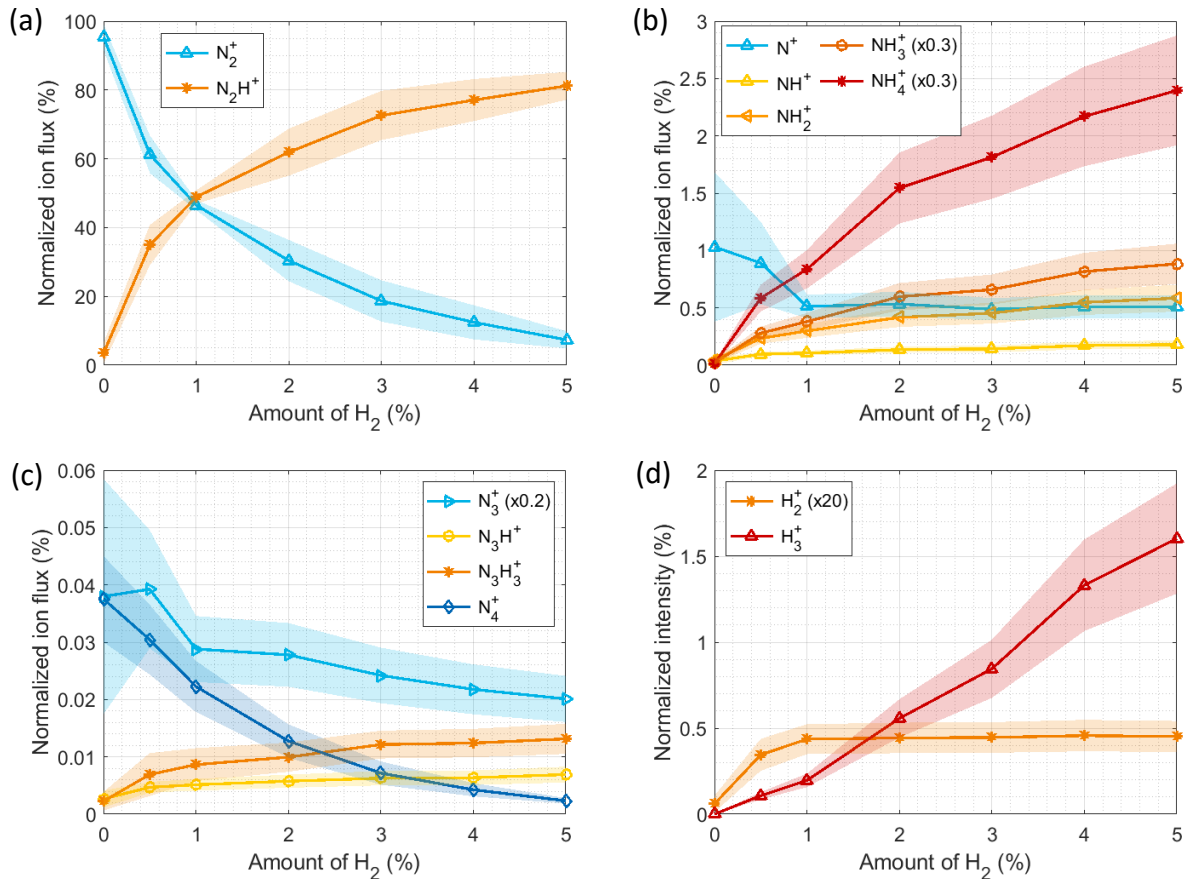 (a)
100
80
60
40
20
0
Normalized ion flux (%)
N₂⁺
N₂H⁺
0 1 2 3 4 5
Amount of H₂ (%)
(b)
3
2.5
2
1.5
1
0.5
0
Normalized ion flux (%)
N⁺
NH⁺
NH₂⁺
NH₃⁺ (x0.3)
NH₄⁺ (x0.3)
0 1 2 3 4 5
Amount of H₂ (%)
(c)
0.06
0.05
0.04
0.03
0.02
0.01
0
Normalized ion flux (%)
N₃⁺ (x0.2)
N₃H⁺
N₃H₃⁺
N₄⁺
0 1 2 3 4 5
Amount of H₂ (%)
(d)
2
1.5
1
0.5
0
Normalized intensity (%)
H₂⁺ (x20)
H₃⁺
0 1 2 3 4 5
Amount of H₂ (%)